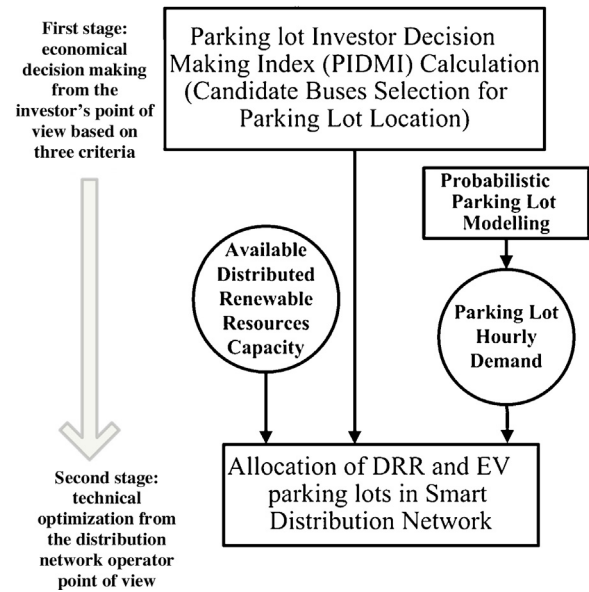 First stage:
economical
decision making
from the
investor's point of
view based on
three criteria
Parking lot Investor Decision
Making Index (PIDMI) Calculation
(Candidate Buses Selection for
Parking Lot Location)
Probabilistic
Parking Lot
Modelling
Available
Distributed
Renewable
Resources
Capacity
Parking Lot
Hourly
Demand
Second stage:
technical
optimization from
the distribution
network operator
point of view
Allocation of DRR and EV
parking lots in Smart
Distribution Network